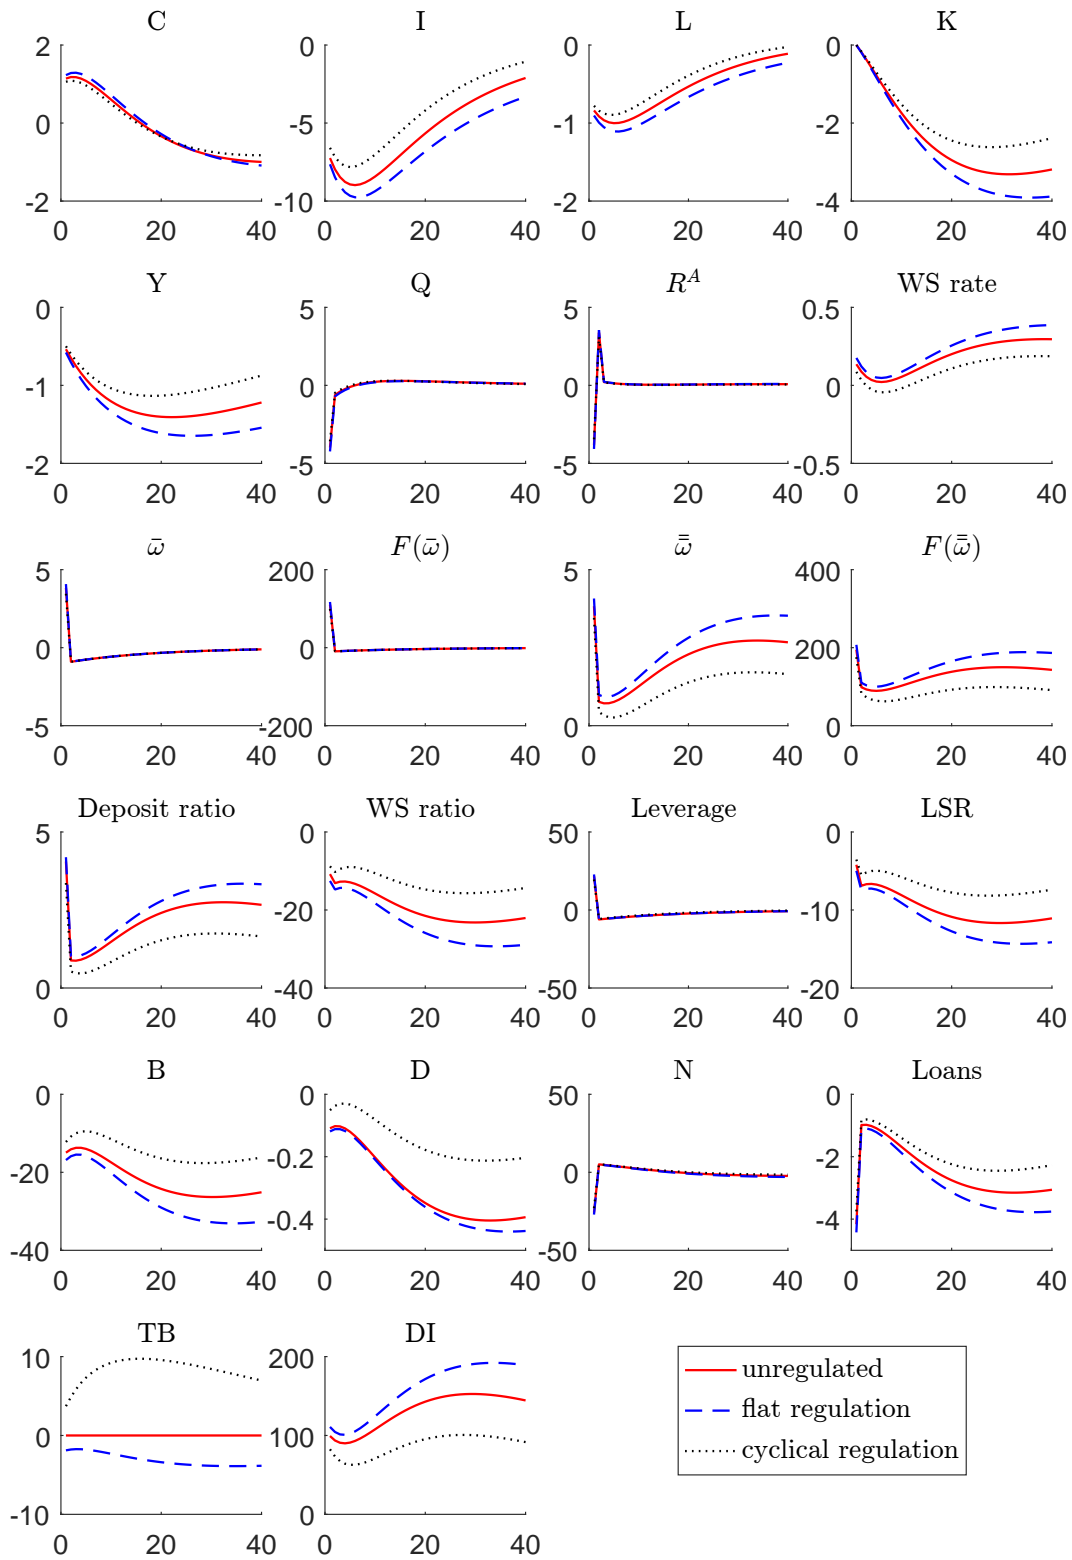 C I L K
2 0 0 0
0 -5 -1 -2
-2 -10 -2 -4
0 20 40 0 20 40 0 20 40 0 20 40
Y Q R^A WS rate
0 5 5 0.5
-1 0 0 0
-2 -5 -5 -0.5
0 20 40 0 20 40 0 20 40 0 20 40
ω̄ F(ω̄) ω̄̄ F(ω̄̄)
5 200 5 400
0 0 200
-5 -200 0 0
0 20 40 0 20 40 0 20 40 0 20 40
Deposit ratio WS ratio Leverage LSR
5 0 50 0
-20 0 -10
0 -40 -50 -20
0 20 40 0 20 40 0 20 40 0 20 40
B D N Loans
0 0 50 0
-20 -0.2 0 -2
-0.4 -4
-40 -50
0 20 40 0 20 40 0 20 40 0 20 40
TB DI
10 200
unregulated
0 100 flat regulation
cyclical regulation
-10 0
0 20 40 0 20 40